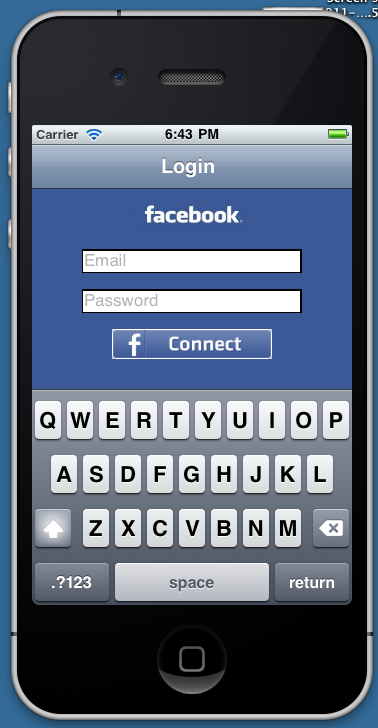 Screen S
011-...5
Carrier 6:43 PM
Login
facebook.
Email
Password
f Connect
Q W E R T Y U I O P
A S D F G H J K L
Z X C V B N M
.?123 space return